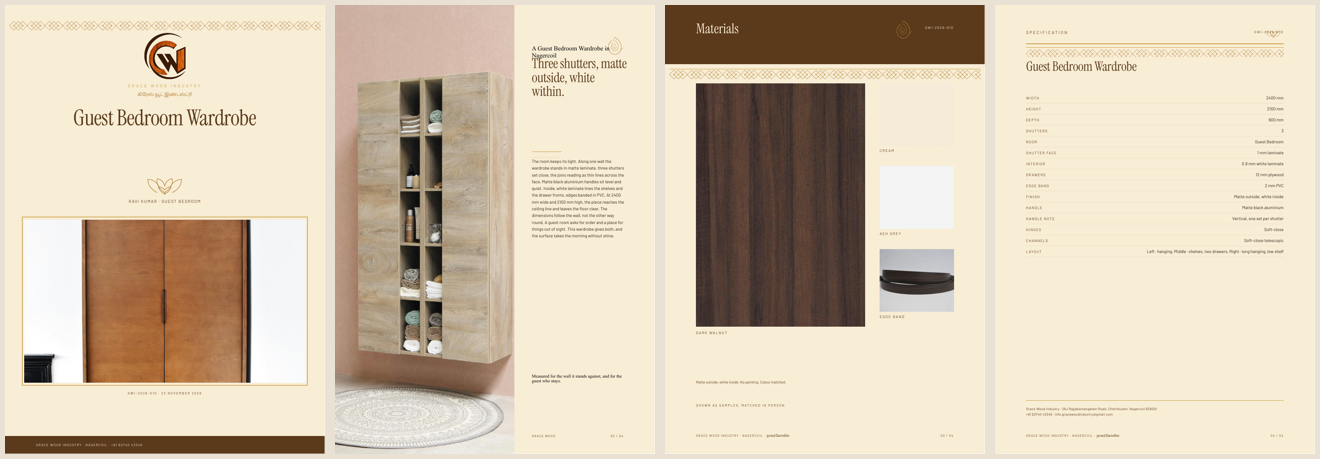 GRACE WOOD INDUSTRY
கிரேஸ் வுட் இண்டஸ்ட்ரி
Guest Bedroom Wardrobe
RAVI KUMAR · GUEST BEDROOM
GWI-2026-010 · 23 NOVEMBER 2026
GRACE WOOD INDUSTRY · NAGERCOIL · +91 80740 43546
A Guest Bedroom Wardrobe in
Nagercoil
Three shutters, matte
outside, white
within.
The room keeps its light. Along one wall the
wardrobe stands in matte laminate, three shutters
set close, the joins reading as thin lines across the
face. Matte black aluminium handles sit level and
quiet. Inside, white laminate lines the shelves and
the drawer fronts, edges banded in PVC. At 2400
mm wide and 2100 mm high, the piece reaches the
ceiling line and leaves the floor clear. The
dimensions follow the wall, not the other way
round. A guest room asks for order and a place for
things out of sight. This wardrobe gives both, and
the surface takes the morning without shine.
Measured for the wall it stands against, and for the
guest who stays.
GRACE WOOD
02 / 04
Materials
GWI-2026-010
CREAM
ASH GREY
EDGE BAND
DARK WALNUT
Matte outside, white inside. No painting. Colour matched.
SHOWN AS SAMPLES, MATCHED IN PERSON
GRACE WOOD INDUSTRY · NAGERCOIL ·
03 / 04
SPECIFICATION
GWI-2026-010
Guest Bedroom Wardrobe
WIDTH 2400 mm
HEIGHT 2100 mm
DEPTH 600 mm
SHUTTERS 3
ROOM Guest Bedroom
SHUTTER FACE 1 mm laminate
INTERIOR 0.8 mm white laminate
DRAWERS 12 mm plywood
EDGE BAND 2 mm PVC
FINISH Matte outside, white inside
HANDLE Matte black aluminium
HANDLE NOTE Vertical, one set per shutter
HINGES Soft-close
CHANNELS Soft-close telescopic
LAYOUT Left · hanging, Middle · shelves, two drawers, Right · long hanging, low shelf
GRACE WOOD INDUSTRY · NAGERCOIL ·
04 / 04